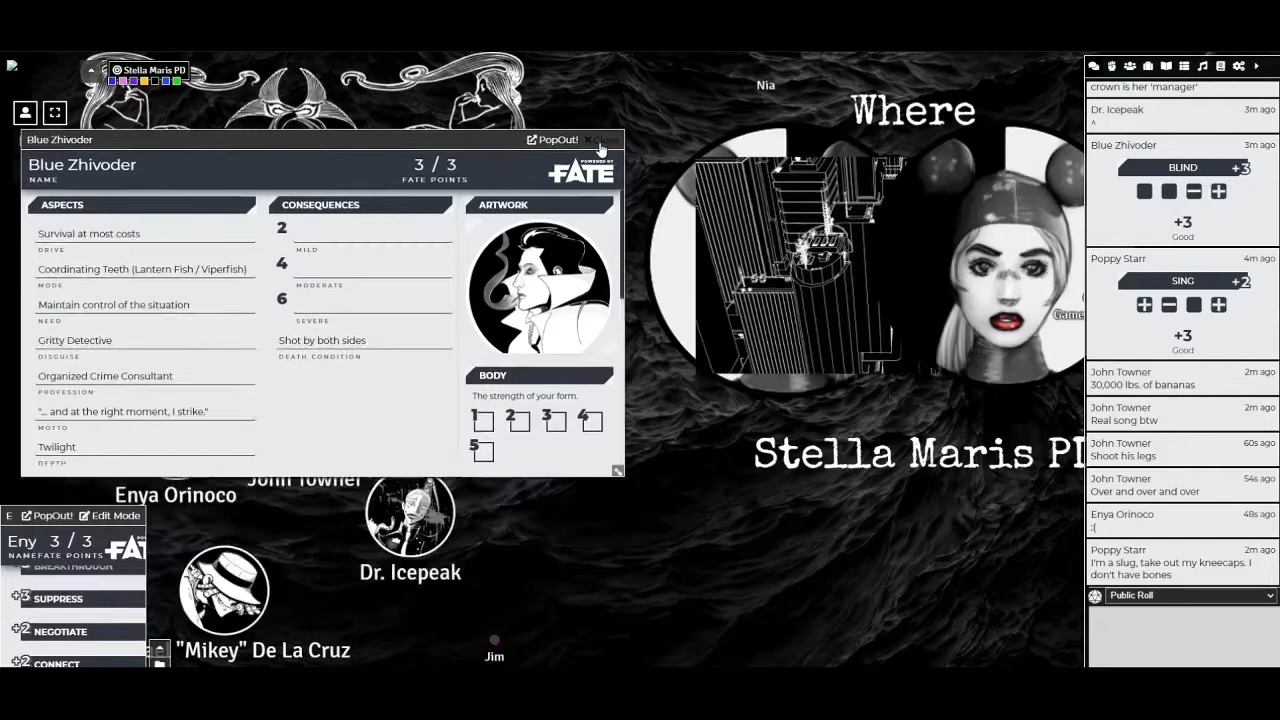 Stella Maris PD
Nia
Where
Blue Zhivoder
PopOut!
Close
Blue Zhivoder
NAME
3 / 3
FATE POINTS
POWERED BY
FATE
ASPECTS
Survival at most costs
DRIVE
Coordinating Teeth (Lantern Fish / Viperfish)
MODE
Maintain control of the situation
NEED
Gritty Detective
DISGUISE
Organized Crime Consultant
PROFESSION
"... and at the right moment, I strike."
MOTTO
Twilight
DEPTH
CONSEQUENCES
2
MILD
4
MODERATE
6
SEVERE
Shot by both sides
DEATH CONDITION
ARTWORK
BODY
The strength of your form.
1 2 3 4
5
Game
Stella Maris PD
Enya Orinoco
John Towner
Dr. Icepeak
"Mikey" De La Cruz
Jim
E PopOut! Edit Mode
Eny 3 / 3
NAME FATE POINTS
FAT
BREAKTHROUGH
+3 SUPPRESS
+2 NEGOTIATE
+2 CONNECT
crown is her 'manager'
Dr. Icepeak 3m ago
^
Blue Zhivoder 3m ago
BLIND +3
+3
Good
Poppy Starr 4m ago
SING +2
+3
Good
John Towner 2m ago
30,000 lbs. of bananas
John Towner 2m ago
Real song btw
John Towner 60s ago
Shoot his legs
John Towner 54s ago
Over and over and over
Enya Orinoco 48s ago
:(
Poppy Starr 2m ago
I'm a slug, take out my kneecaps. I
don't have bones
Public Roll